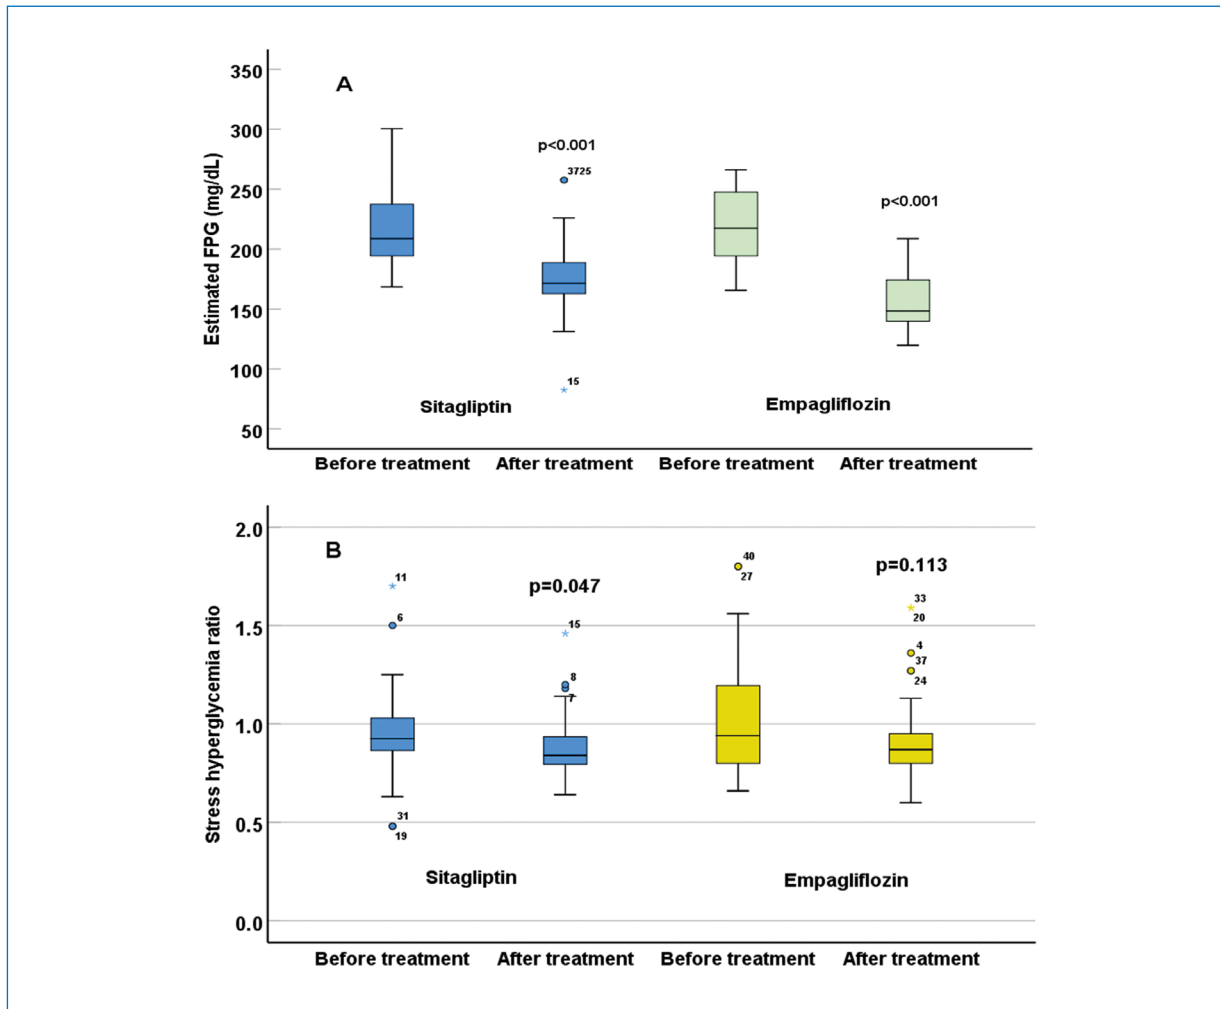 A
Estimated FPG (mg/dL)
350
300
250
200
150
100
50
p<0.001
3725
15
p<0.001
Sitagliptin
Empagliflozin
Before treatment
After treatment
Before treatment
After treatment
B
Stress hyperglycemia ratio
2.0
1.5
1.0
0.5
0.0
11
6
31
19
p=0.047
15
8
7
40
27
p=0.113
33
20
4
37
24
Sitagliptin
Empagliflozin
Before treatment
After treatment
Before treatment
After treatment